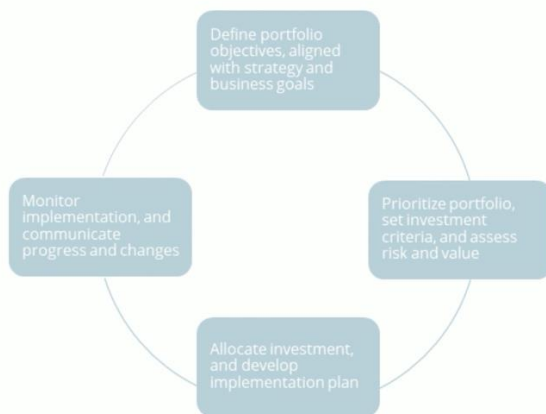 Define portfolio
objectives, aligned
with strategy and
business goals
Prioritize portfolio,
set investment
criteria, and assess
risk and value
Allocate investment,
and develop
implementation plan
Monitor
implementation, and
communicate
progress and changes